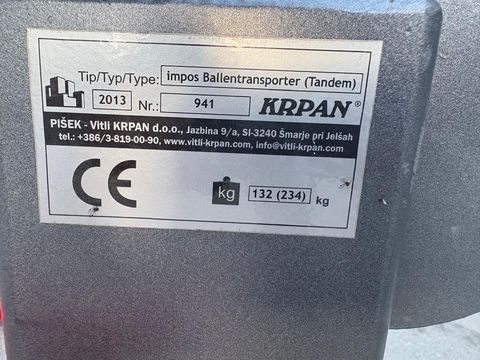 Tip/Typ/Type: impos Ballentransporter (Tandem)
2013 Nr.: 941 KRPAN®
PIŠEK - Vitli KRPAN d.o.o., Jazbina 9/a, SI-3240 Šmarje pri Jelšah
tel.: +386/3-819-00-90, www.vitli-krpan.com, info@vitli-krpan.com
CE kg 132 (234) kg